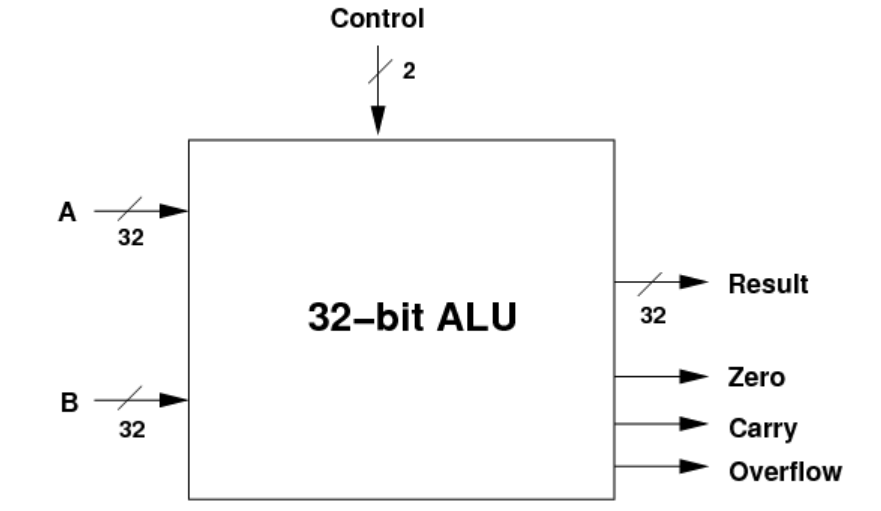 Control
2
A
32
32-bit ALU
Result
32
B
32
Zero
Carry
Overflow